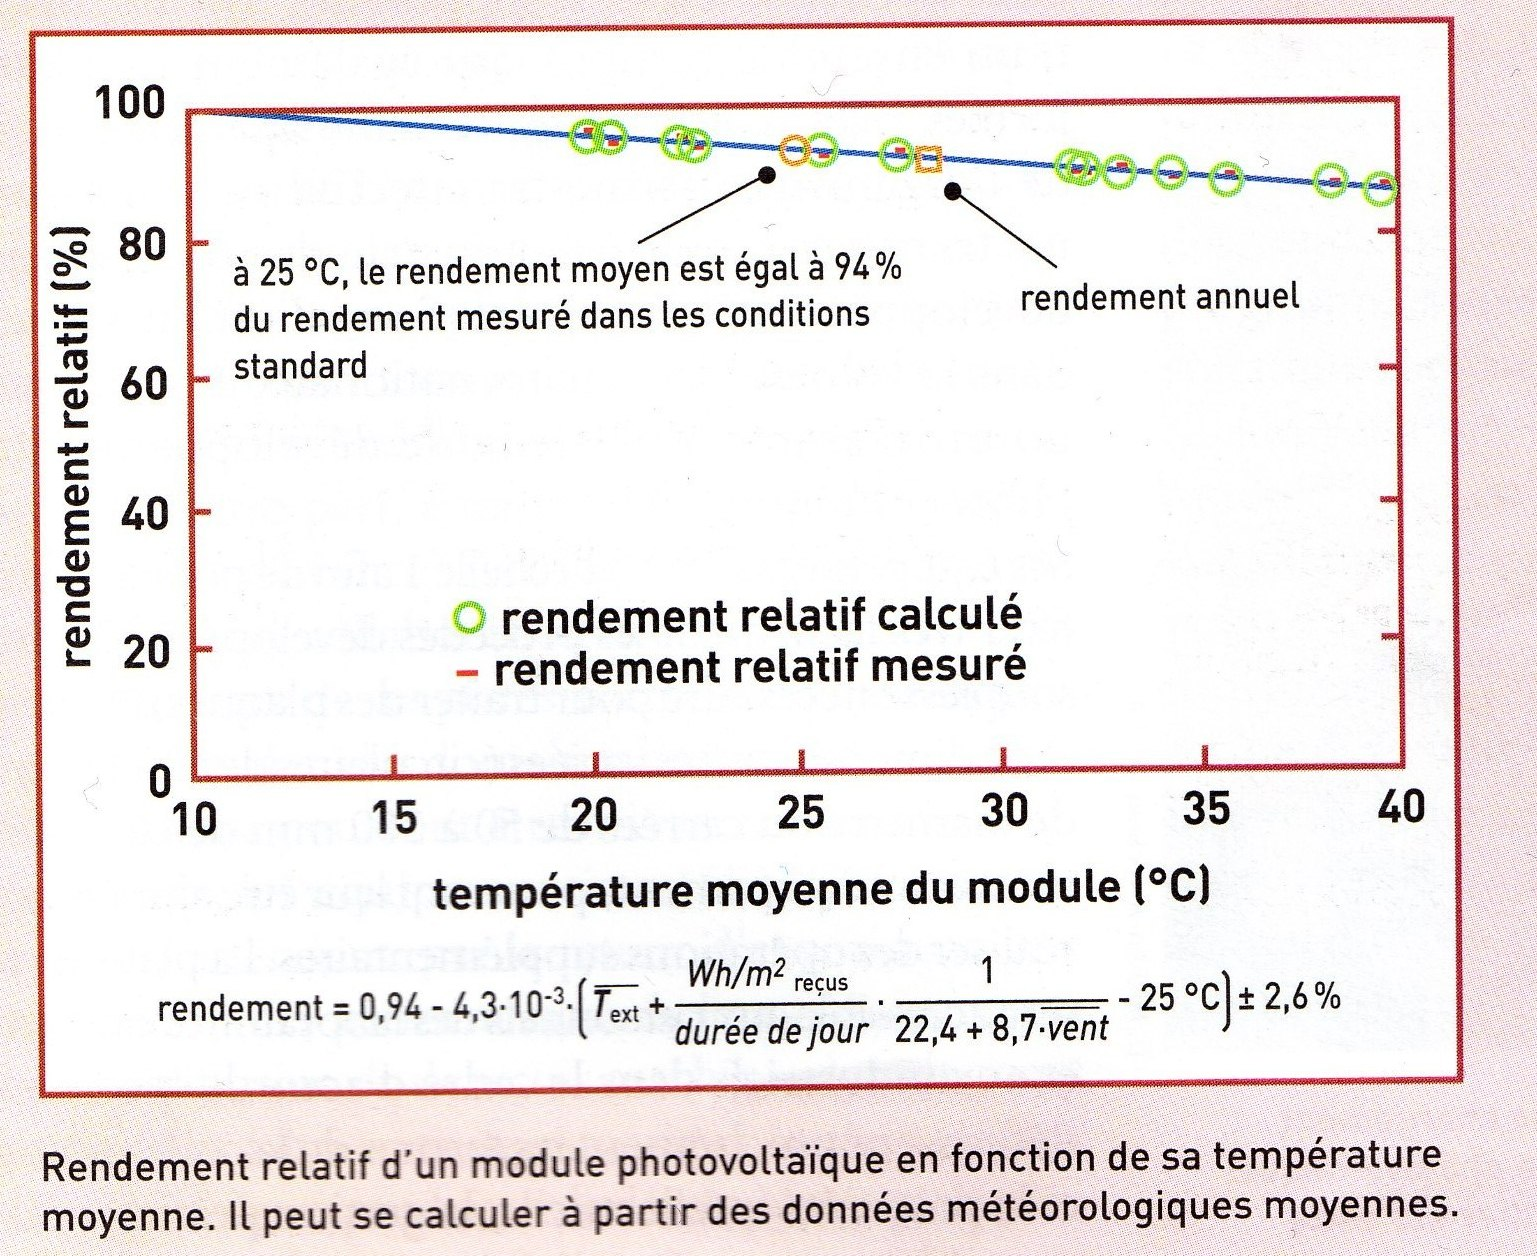 100
80
60
40
20
0
rendement relatif (%)
à 25 °C, le rendement moyen est égal à 94 %
du rendement mesuré dans les conditions
standard
rendement annuel
rendement relatif calculé
rendement relatif mesuré
10 15 20 25 30 35 40
température moyenne du module (°C)
rendement = 0,94 - 4,3·10⁻³·(T̅ext + Wh/m² reçus / durée de jour · 1 / 22,4 + 8,7·vent - 25 °C) ± 2,6 %
Rendement relatif d'un module photovoltaïque en fonction de sa température
moyenne. Il peut se calculer à partir des données météorologiques moyennes.